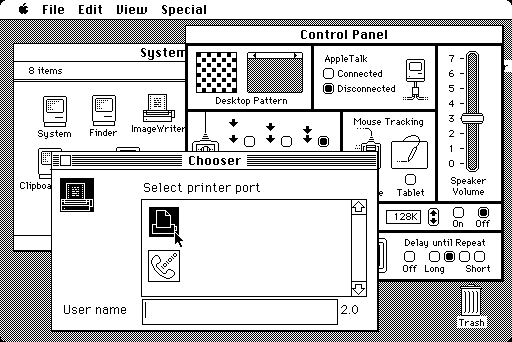 File Edit View Special
System
8 items
System
Finder
ImageWriter
Control Panel
Desktop Pattern
AppleTalk
Connected
Disconnected
7
6
5
4
3
2
1
0
Speaker
Volume
Mouse Tracking
Tablet
128K
On
Off
Delay until Repeat
Off
Long
Short
Chooser
Select printer port
User name
2.0
Trash